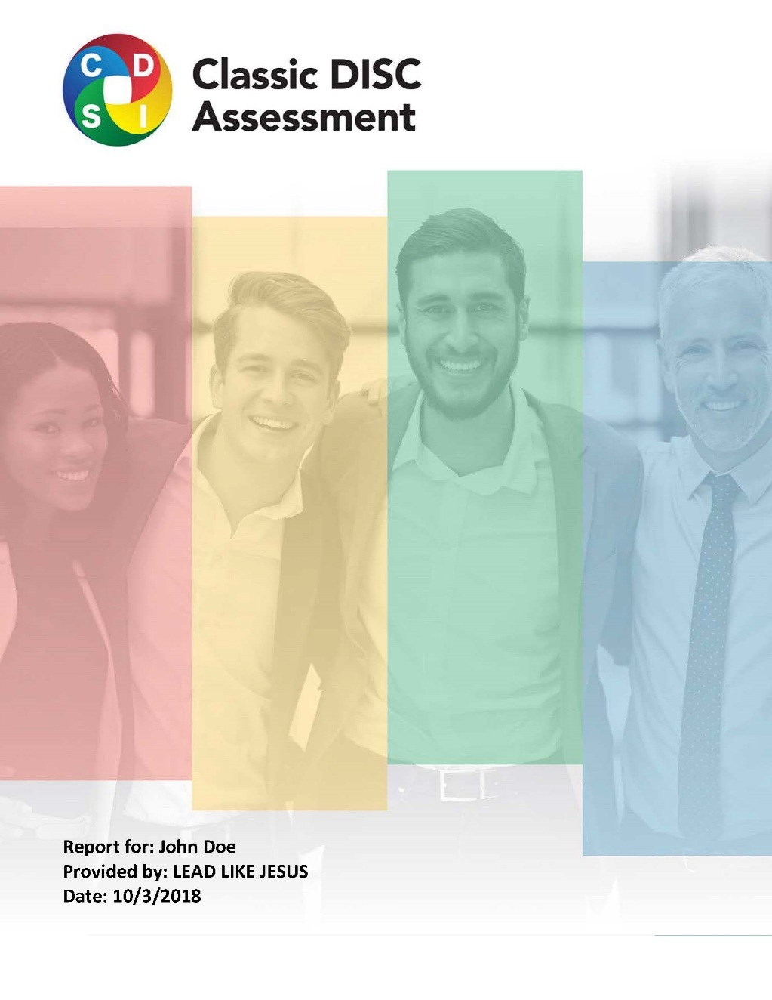 C D
S I
Classic DISC
Assessment
Report for: John Doe
Provided by: LEAD LIKE JESUS
Date: 10/3/2018